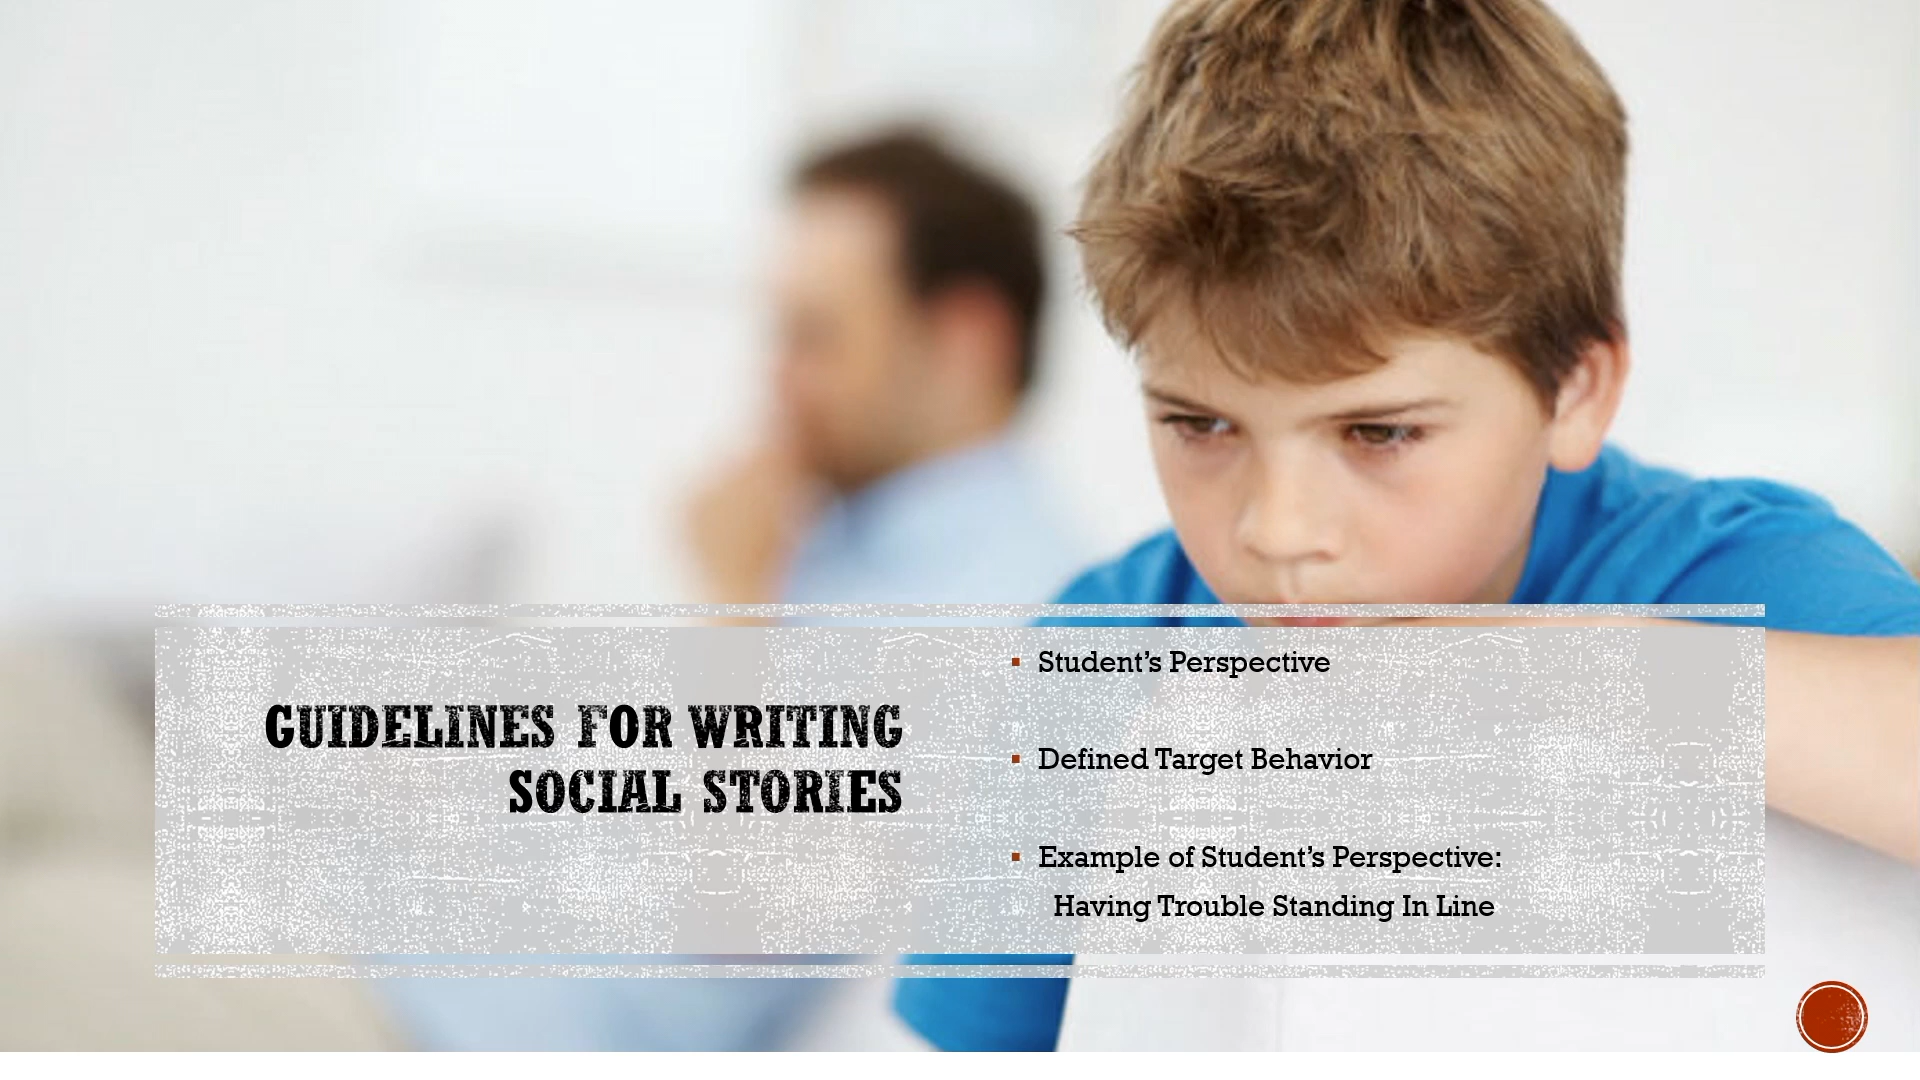 GUIDELINES FOR WRITING
SOCIAL STORIES
▪ Student's Perspective
▪ Defined Target Behavior
▪ Example of Student's Perspective:
Having Trouble Standing In Line